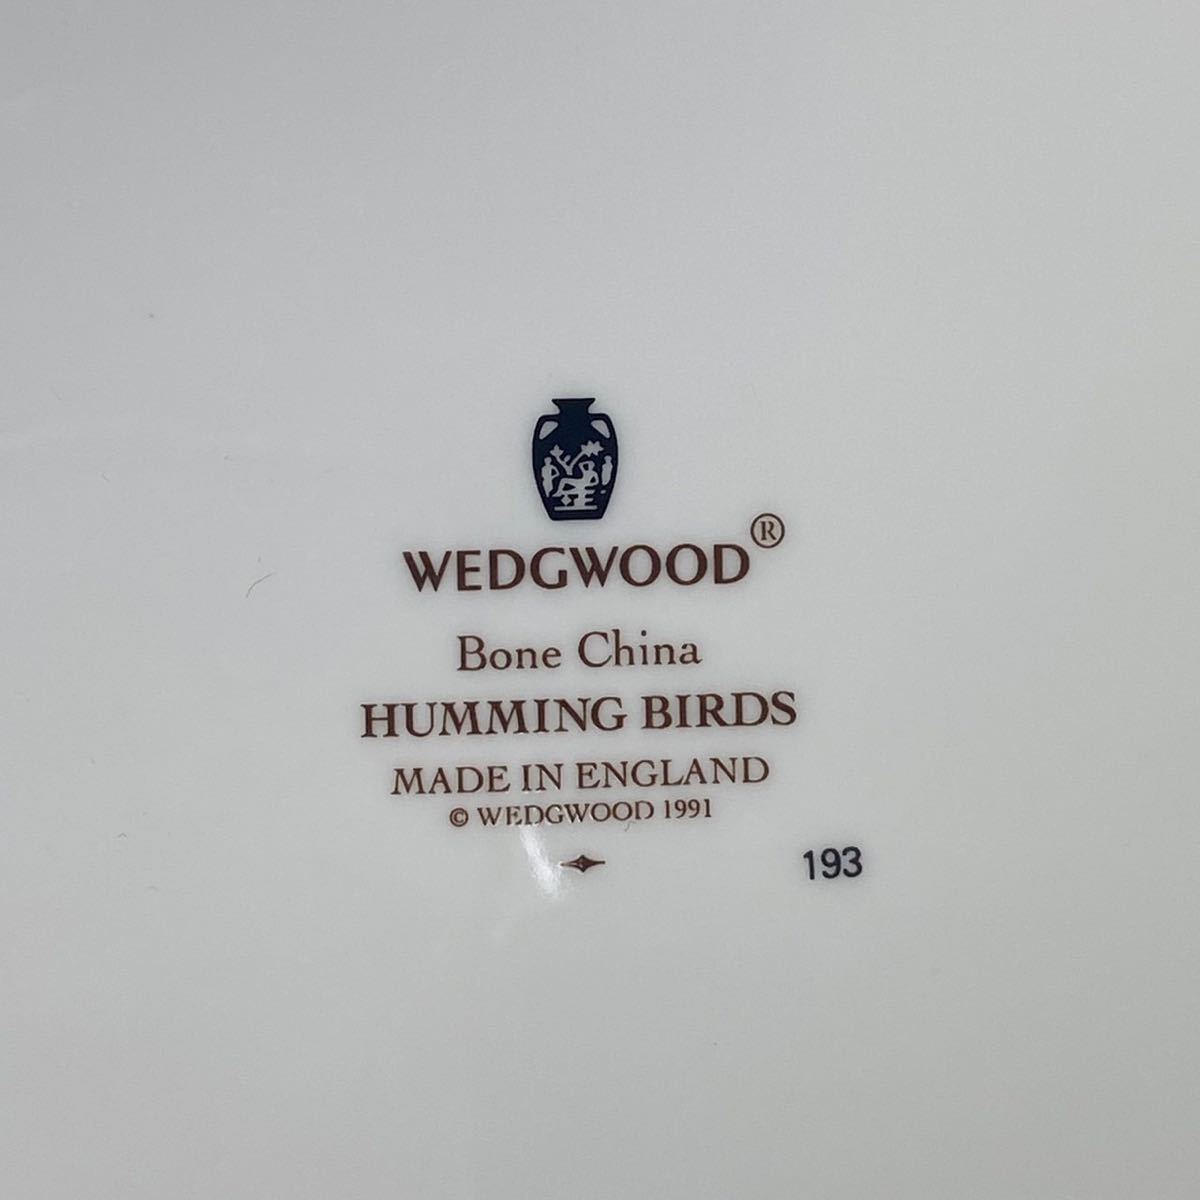 WEDGWOOD®
Bone China
HUMMING BIRDS
MADE IN ENGLAND
© WEDGWOOD 1991
193